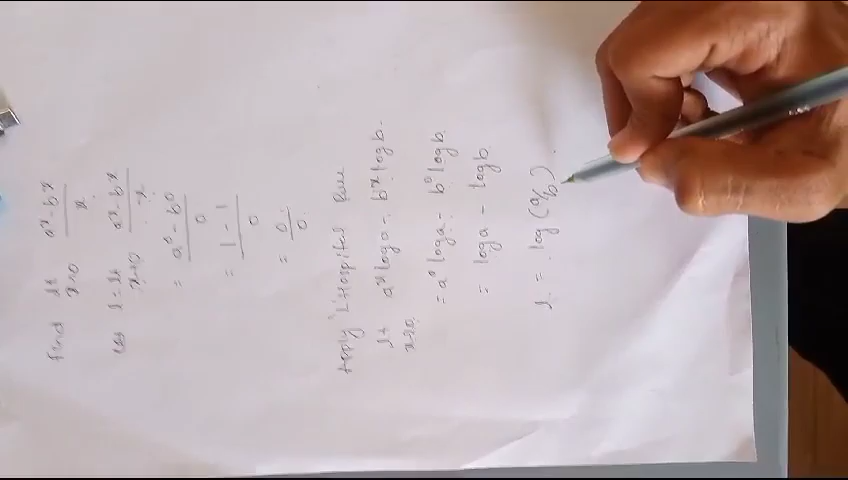 Find lt x→0 a^x - b^x / x
Let l = lt x→0 a^x - b^x / x
= a^0 - b^0 / 0
= 1 - 1 / 0
= 0 / 0
Apply L'Hospital Rule
lt x→0 a^x log a - b^x log b.
= a^0 log a - b^0 log b.
= log a - log b
l = log (a/b)